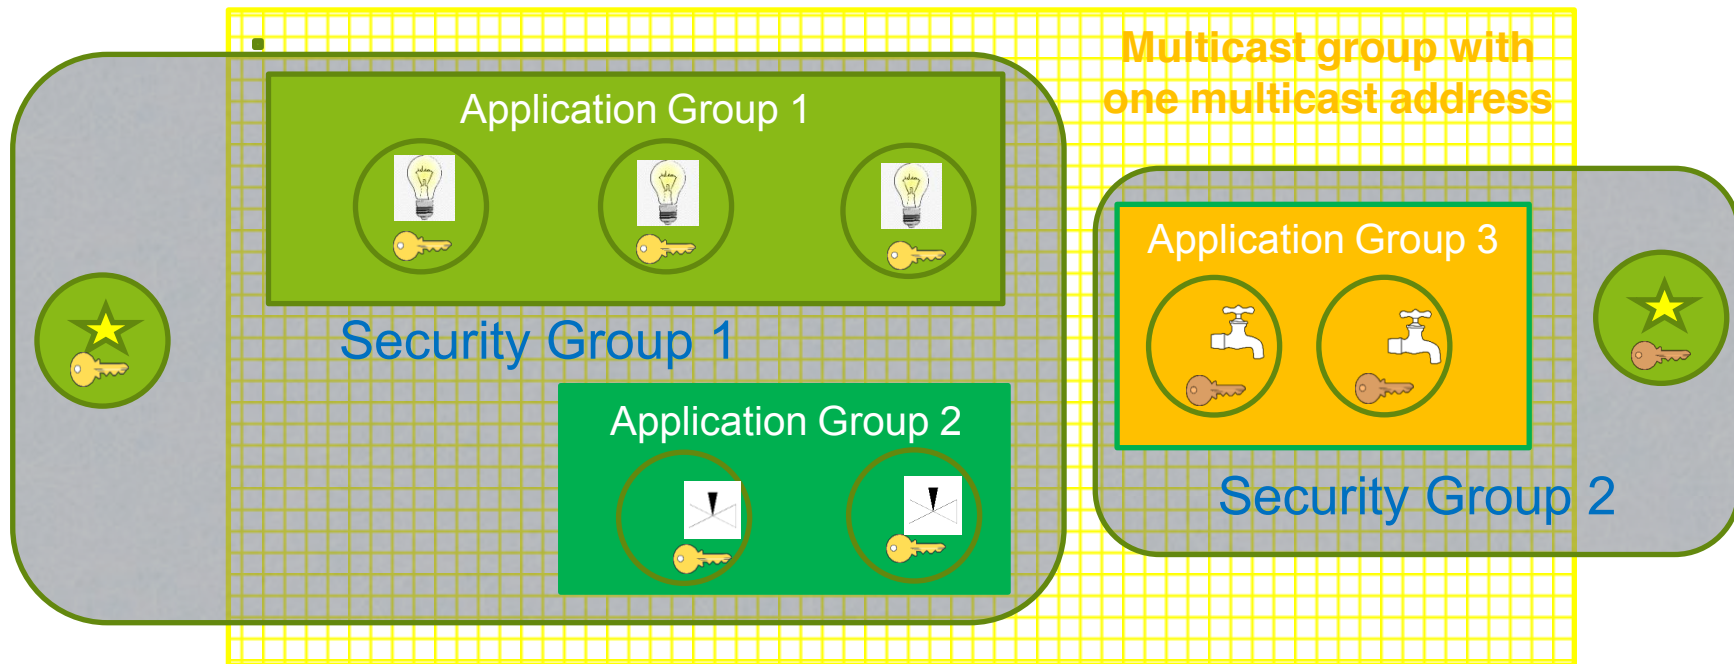 Multicast group with
one multicast address
Application Group 1
Security Group 1
Application Group 2
Application Group 3
Security Group 2